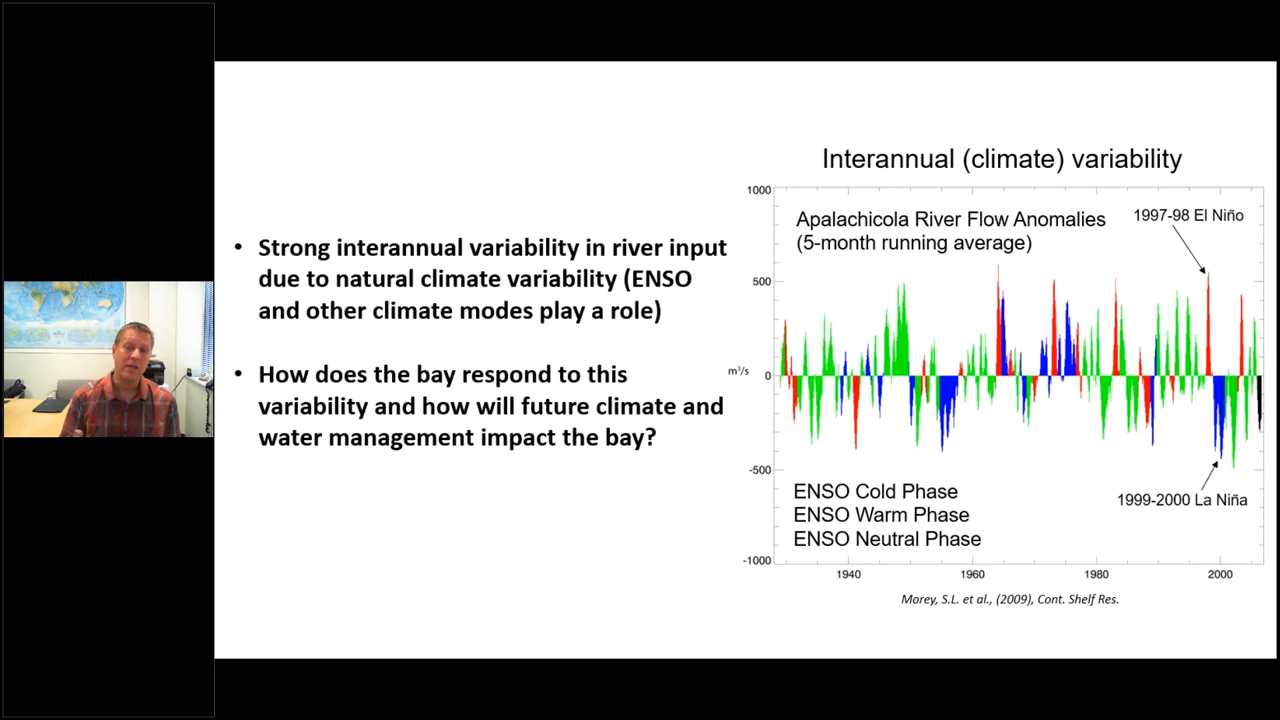 • Strong interannual variability in river input
due to natural climate variability (ENSO
and other climate modes play a role)
• How does the bay respond to this
variability and how will future climate and
water management impact the bay?
Interannual (climate) variability
1000
Apalachicola River Flow Anomalies
(5-month running average)
1997-98 El Niño
500
m³/s
0
-500
1999-2000 La Niña
ENSO Cold Phase
ENSO Warm Phase
ENSO Neutral Phase
-1000
1940 1960 1980 2000
Morey, S.L. et al., (2009), Cont. Shelf Res.